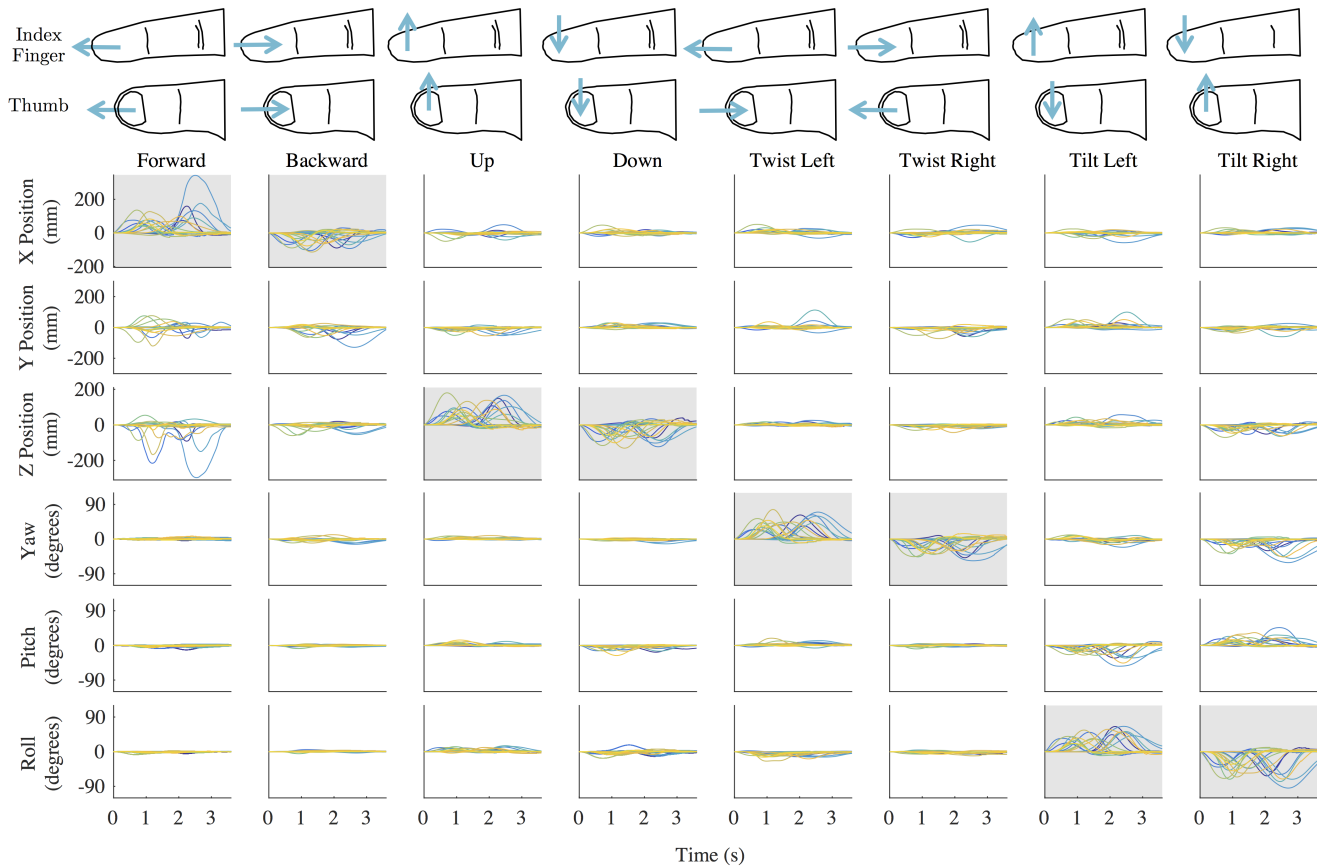 Index
Finger
Thumb
Forward Backward Up Down Twist Left Twist Right Tilt Left Tilt Right
X Position
(mm)
200
0
-200
Y Position
(mm)
200
0
-200
Z Position
(mm)
200
0
-200
Yaw
(degrees)
90
0
-90
Pitch
(degrees)
90
0
-90
Roll
(degrees)
90
0
-90
0 1 2 3 0 1 2 3 0 1 2 3 0 1 2 3 0 1 2 3 0 1 2 3 0 1 2 3 0 1 2 3
Time (s)